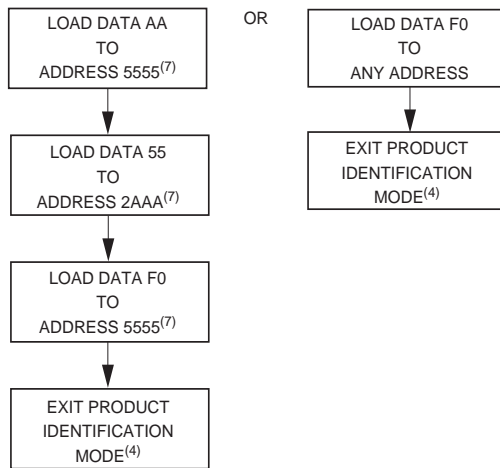 LOAD DATA AA
TO
ADDRESS 5555(7)
LOAD DATA 55
TO
ADDRESS 2AAA(7)
LOAD DATA F0
TO
ADDRESS 5555(7)
EXIT PRODUCT
IDENTIFICATION
MODE(4)
OR
LOAD DATA F0
TO
ANY ADDRESS
EXIT PRODUCT
IDENTIFICATION
MODE(4)